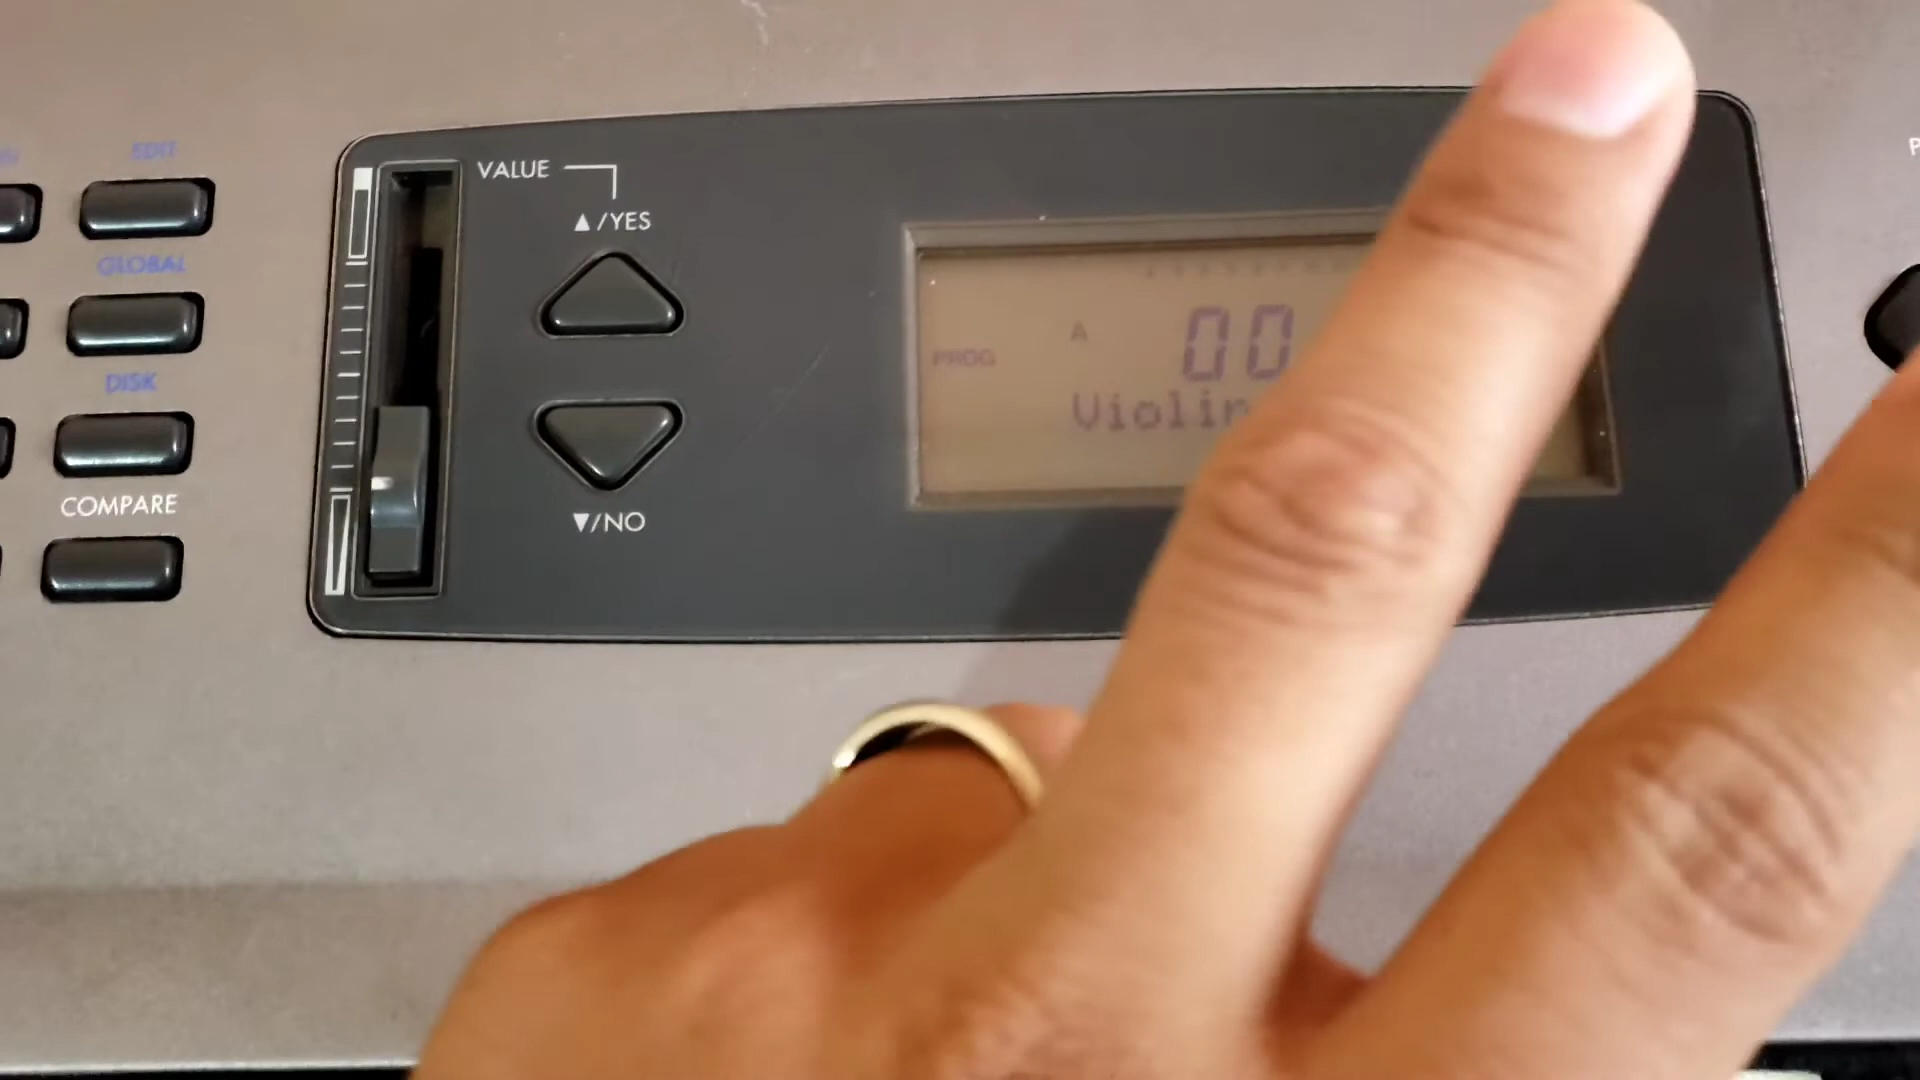 EDIT
GLOBAL
DISK
COMPARE
VALUE
▲/YES
▼/NO
PROG
A
00
Violin
P